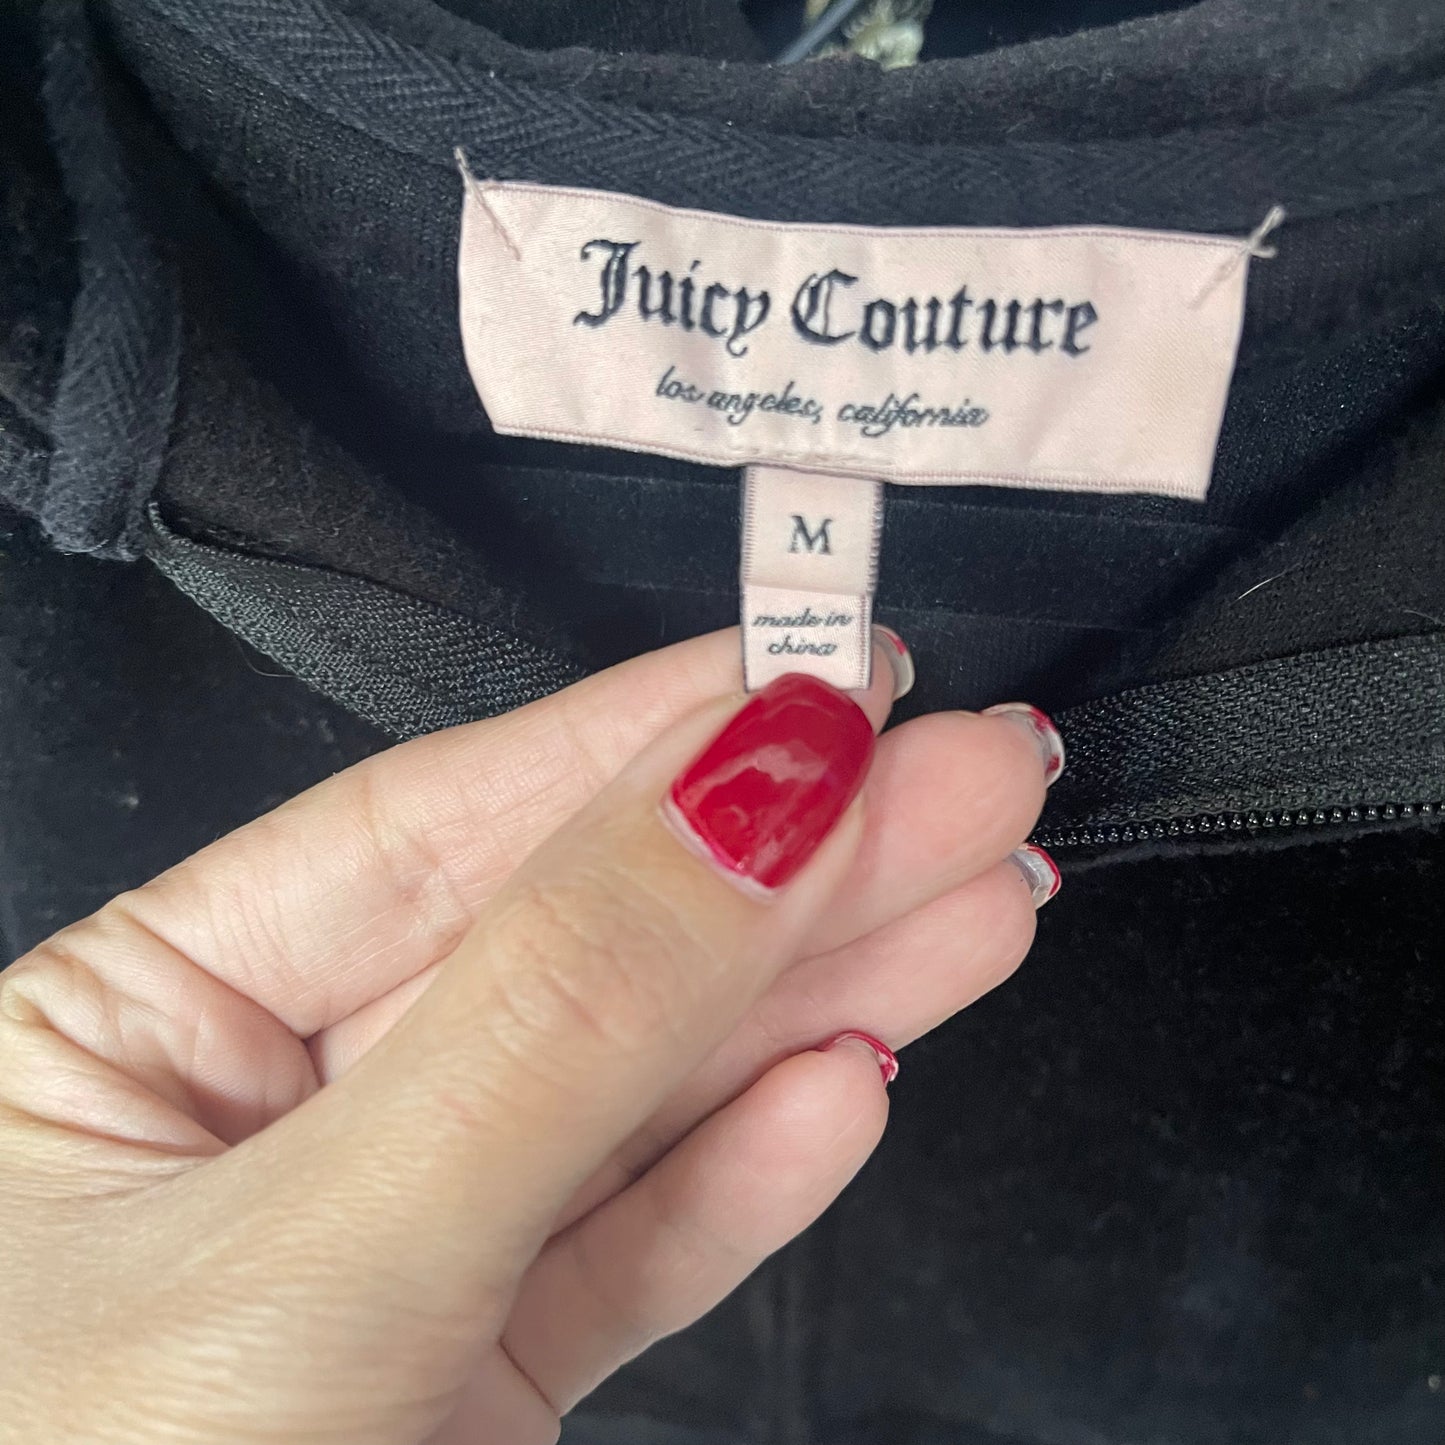 Juicy Couture
los angeles, california
M
made in
china